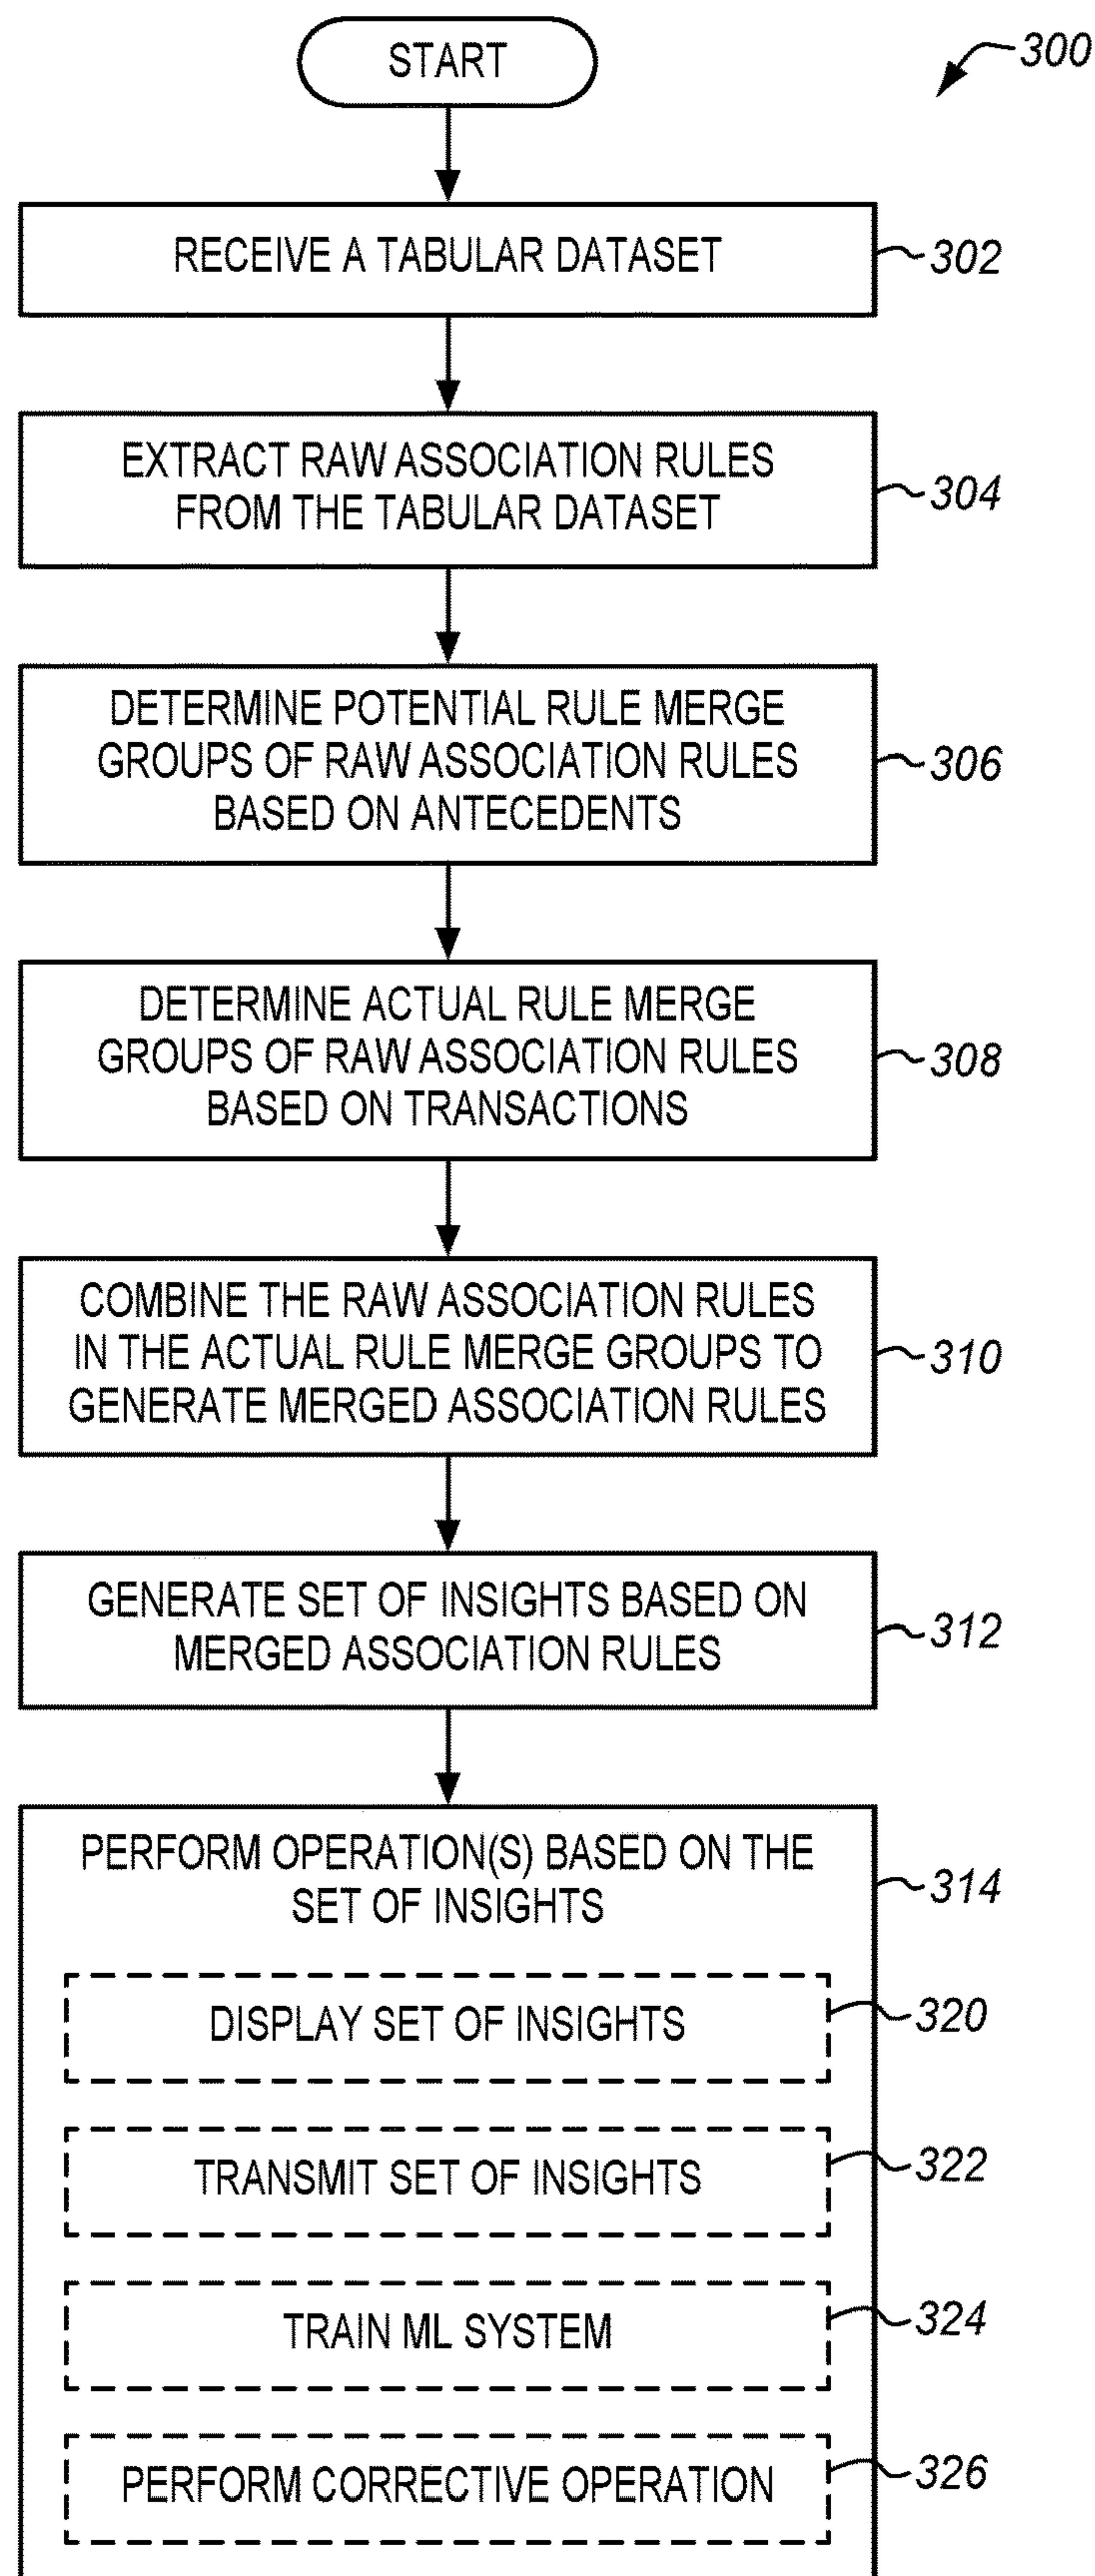 START
300
RECEIVE A TABULAR DATASET
302
EXTRACT RAW ASSOCIATION RULES
FROM THE TABULAR DATASET
304
DETERMINE POTENTIAL RULE MERGE
GROUPS OF RAW ASSOCIATION RULES
BASED ON ANTECEDENTS
306
DETERMINE ACTUAL RULE MERGE
GROUPS OF RAW ASSOCIATION RULES
BASED ON TRANSACTIONS
308
COMBINE THE RAW ASSOCIATION RULES
IN THE ACTUAL RULE MERGE GROUPS TO
GENERATE MERGED ASSOCIATION RULES
310
GENERATE SET OF INSIGHTS BASED ON
MERGED ASSOCIATION RULES
312
PERFORM OPERATION(S) BASED ON THE
SET OF INSIGHTS
314
DISPLAY SET OF INSIGHTS
320
TRANSMIT SET OF INSIGHTS
322
TRAIN ML SYSTEM
324
PERFORM CORRECTIVE OPERATION
326